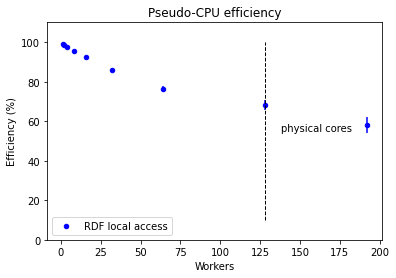 Pseudo-CPU efficiency
Efficiency (%)
100
80
60
40
20
0
physical cores
RDF local access
0 25 50 75 100 125 150 175 200
Workers